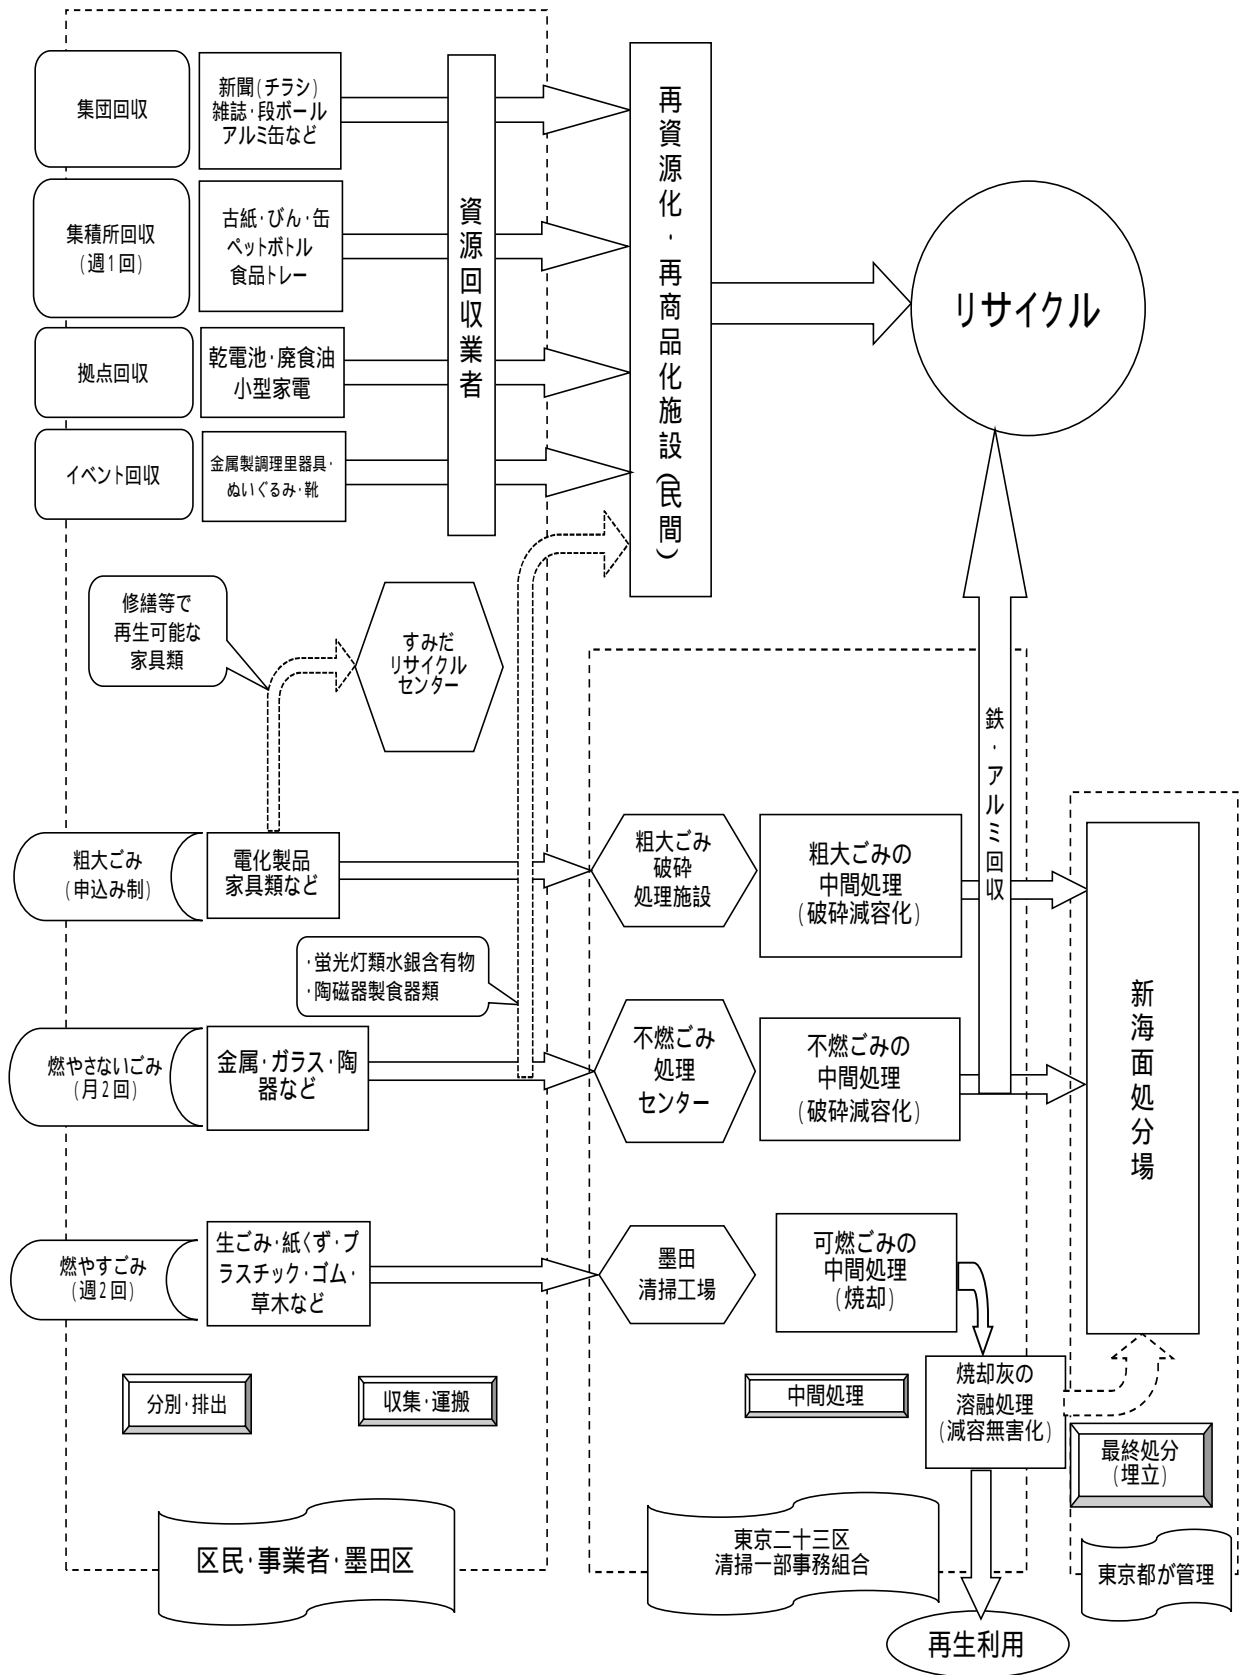 集団回収
新聞(チラシ)
雑誌・段ボール
アルミ缶など
集積所回収
(週1回)
古紙・びん・缶
ペットボトル
食品トレー
拠点回収
乾電池・廃食油
小型家電
イベント回収
金属製調理里器具・
ぬいぐるみ・靴
資源回収業者
再資源化・再商品化施設(民間)
リサイクル
修繕等で
再生可能な
家具類
すみだ
リサイクル
センター
鉄・アルミ回収
粗大ごみ
(申込み制)
電化製品
家具類など
粗大ごみ
破砕
処理施設
粗大ごみの
中間処理
(破砕減容化)
・蛍光灯類水銀含有物
・陶磁器製食器類
燃やさないごみ
(月2回)
金属・ガラス・陶
器など
不燃ごみ
処理
センター
不燃ごみの
中間処理
(破砕減容化)
新海面処分場
燃やすごみ
(週2回)
生ごみ・紙くず・プ
ラスチック・ゴム・
草木など
墨田
清掃工場
可燃ごみの
中間処理
(焼却)
焼却灰の
溶融処理
(減容無害化)
分別・排出
収集・運搬
中間処理
最終処分
(埋立)
区民・事業者・墨田区
東京二十三区
清掃一部事務組合
東京都が管理
再生利用